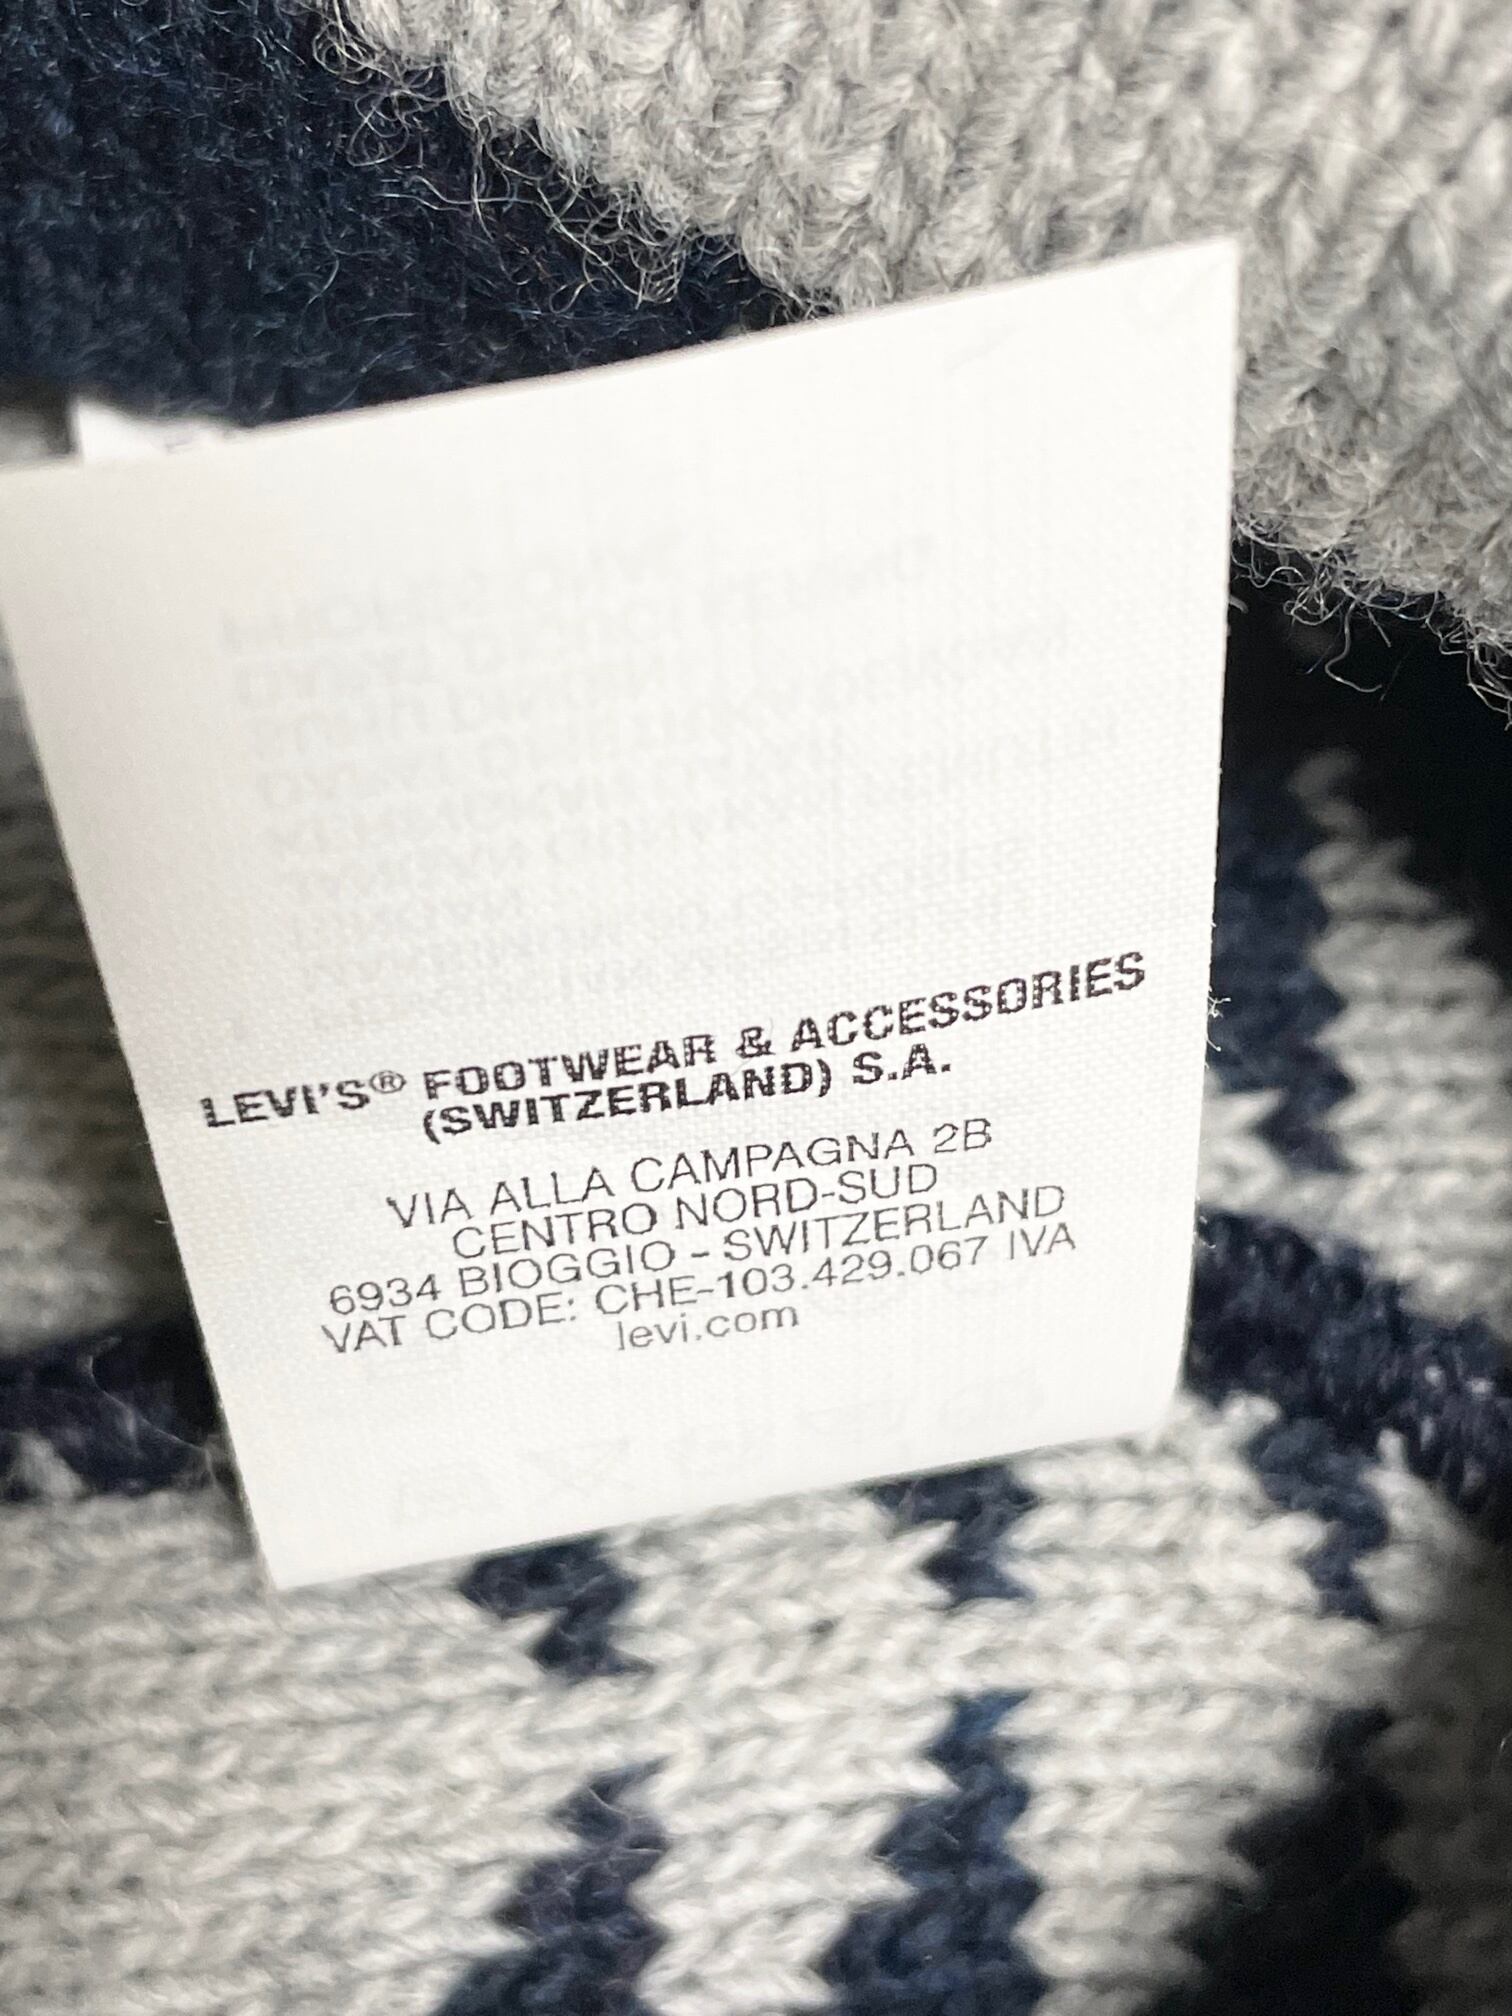 LEVI'S® FOOTWEAR & ACCESSORIES
(SWITZERLAND) S.A.
VIA ALLA CAMPAGNA 2B
CENTRO NORD-SUD
6934 BIOGGIO - SWITZERLAND
VAT CODE: CHE-103.429.067 IVA
levi.com